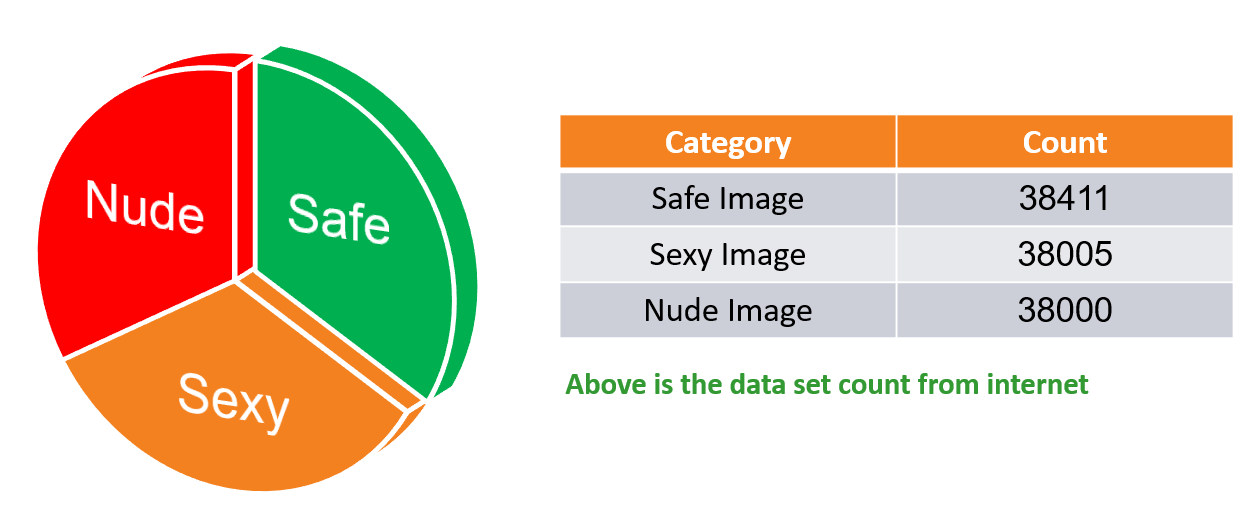 Nude
Safe
Sexy
Category Count
Safe Image 38411
Sexy Image 38005
Nude Image 38000
Above is the data set count from internet